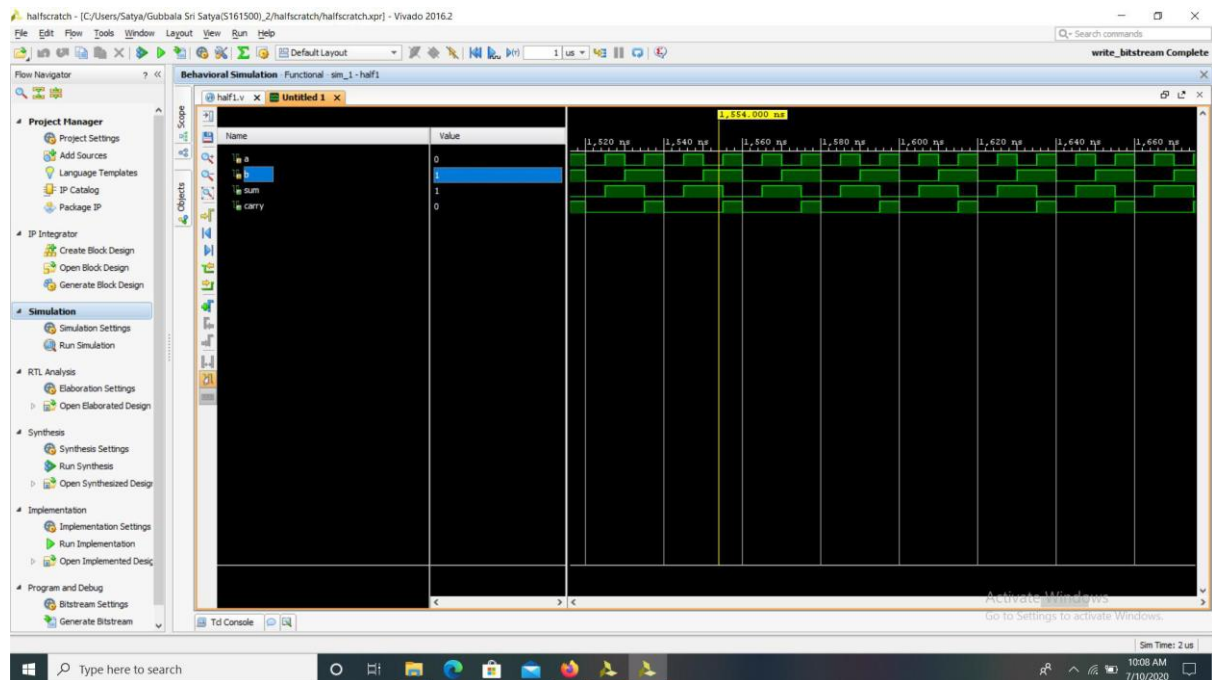 halfscratch - [C:/Users/Satya/Gubbala Sri Satya(S161500)_2/halfscratch/halfscratch.xpr] - Vivado 2016.2
File Edit Flow Tools Window Layout View Run Help
Search commands
Default Layout
(T)
1 us
write_bitstream Complete
Flow Navigator
Behavioral Simulation - Functional - sim_1 - half1
half1.v
Untitled 1
Scope
Objects
Project Manager
Project Settings
Add Sources
Language Templates
IP Catalog
Package IP
IP Integrator
Create Block Design
Open Block Design
Generate Block Design
Simulation
Simulation Settings
Run Simulation
RTL Analysis
Elaboration Settings
Open Elaborated Design
Synthesis
Synthesis Settings
Run Synthesis
Open Synthesized Desig
Implementation
Implementation Settings
Run Implementation
Open Implemented Desig
Program and Debug
Bitstream Settings
Generate Bitstream
Name Value
a 0
b 1
sum 1
carry 0
1,554.000 ns
1,520 ns 1,540 ns 1,560 ns 1,580 ns 1,600 ns 1,620 ns 1,640 ns 1,660 ns
Activate Windows
Go to Settings to activate Windows.
Tcl Console
Sim Time: 2 us
Type here to search
10:08 AM
7/10/2020